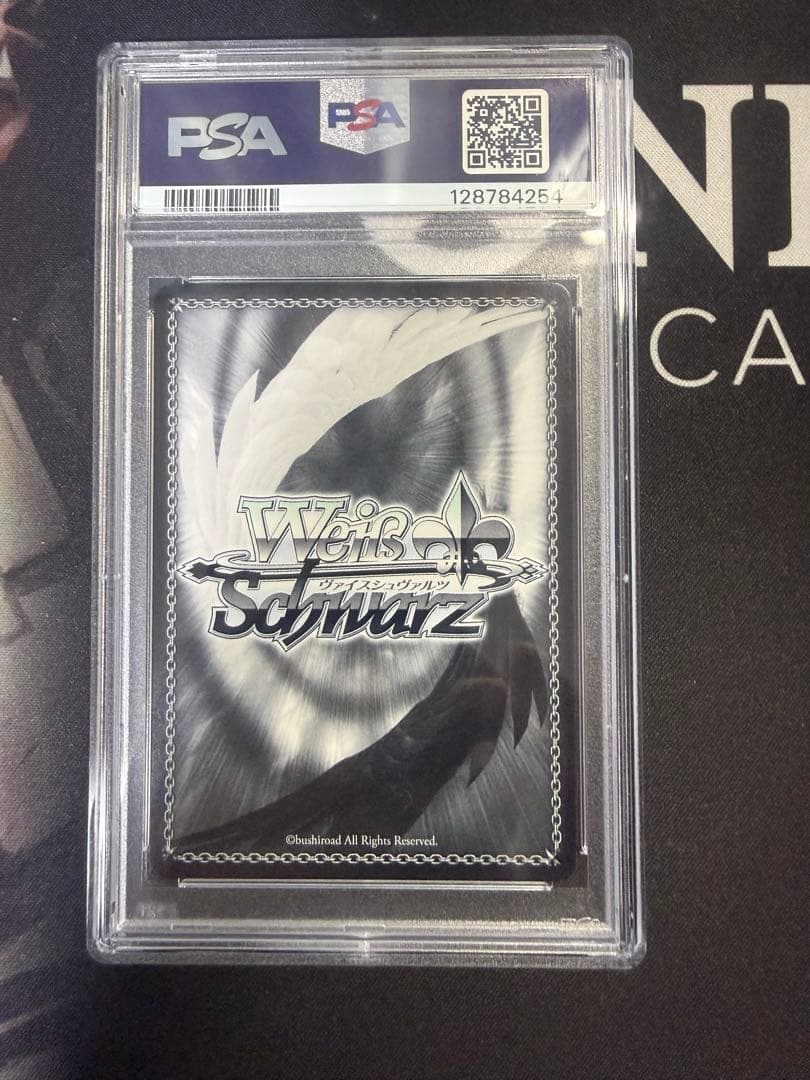 PSA
PSA
128784254
NI
CA
Weiß
ヴァイスシュヴァルツ
Schwarz
©bushiroad All Rights Reserved.